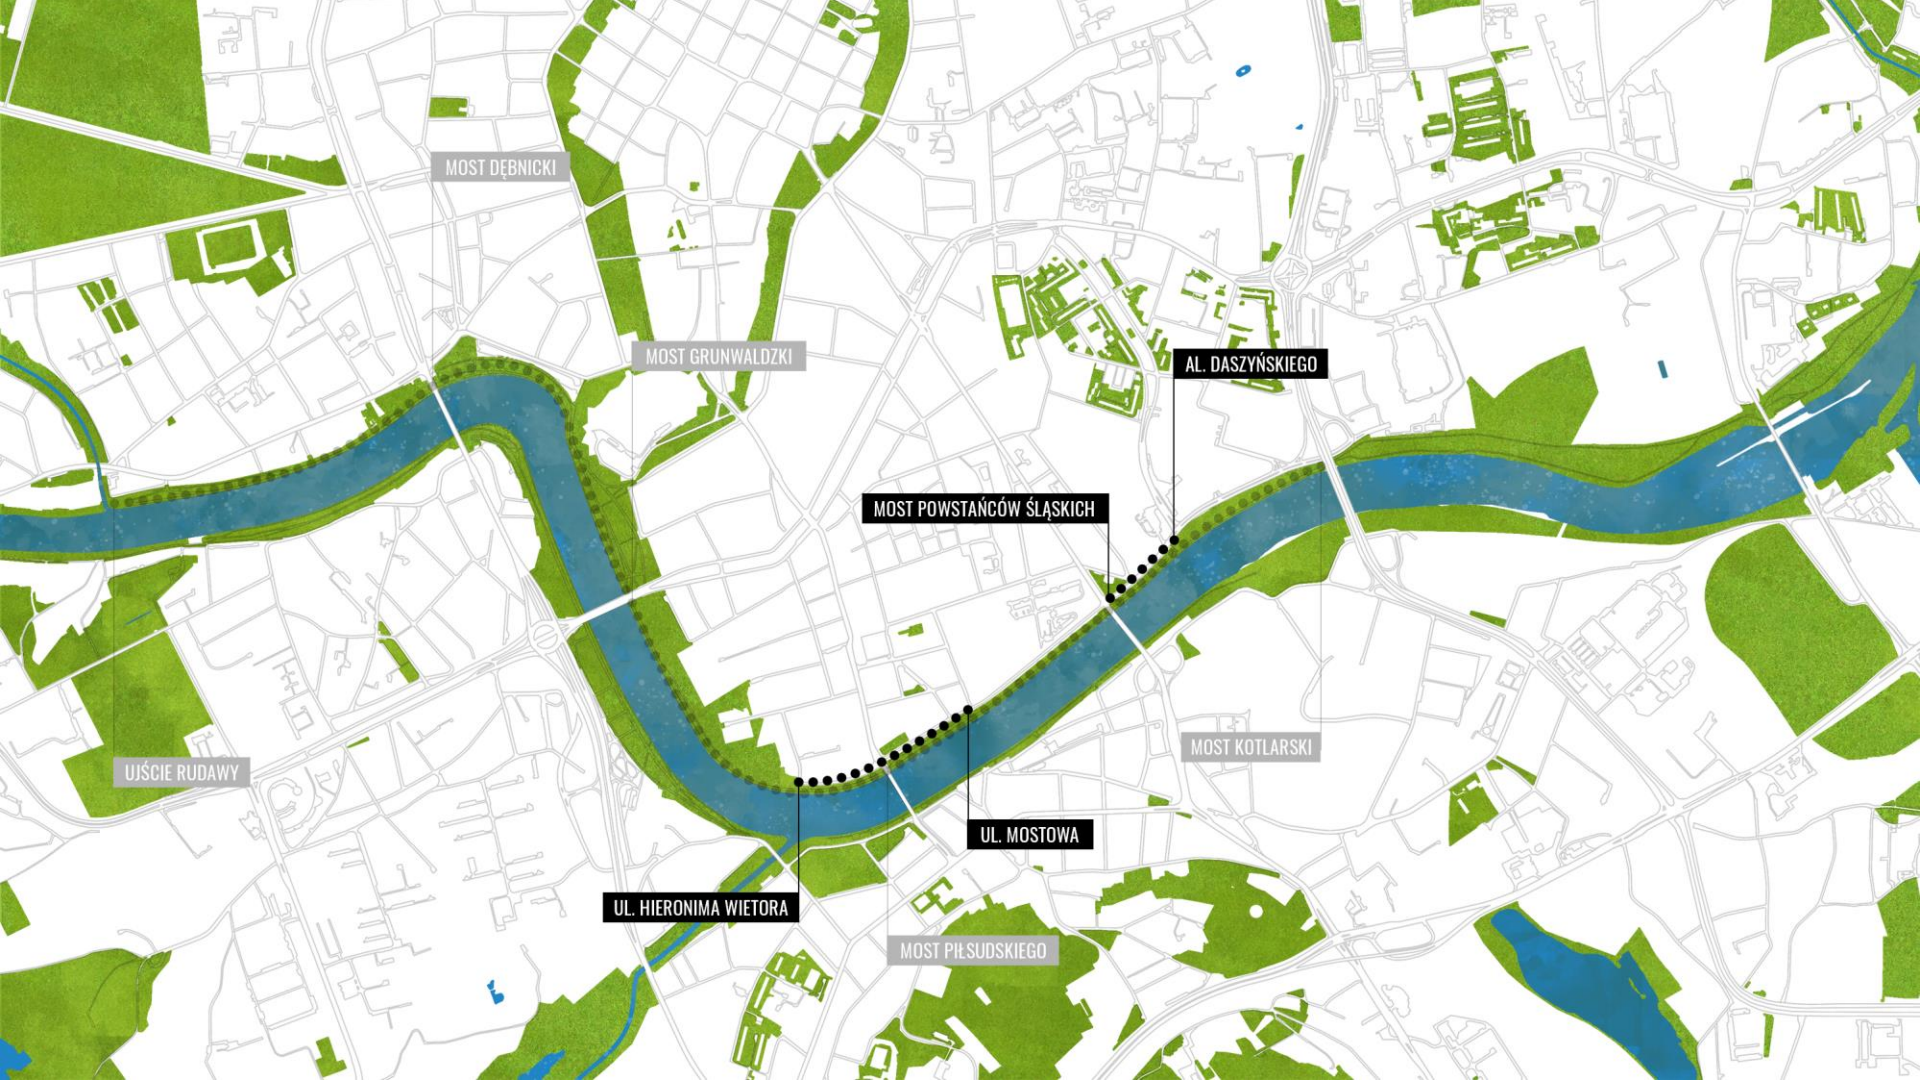 MOST DĘBNICKI
MOST GRUNWALDZKI
AL. DASZYŃSKIEGO
MOST POWSTAŃCÓW ŚLĄSKICH
MOST KOTLARSKI
UJŚCIE RUDAWY
UL. MOSTOWA
UL. HIERONIMA WIETORA
MOST PIŁSUDSKIEGO